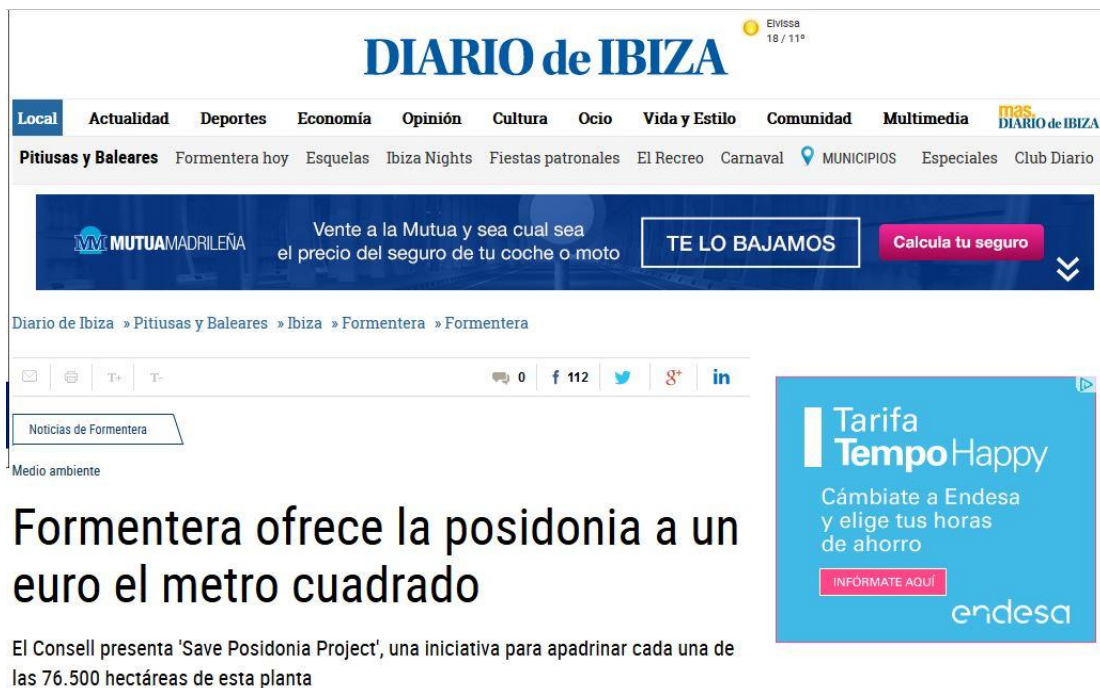 DIARIO de IBIZA
Eivissa
18 / 11º
Local Actualidad Deportes Economía Opinión Cultura Ocio Vida y Estilo Comunidad Multimedia mas. DIARIO de IBIZA
Pitiusas y Baleares Formentera hoy Esquelas Ibiza Nights Fiestas patronales El Recreo Carnaval MUNICIPIOS Especiales Club Diario
MM MUTUAMADRILEÑA
Vente a la Mutua y sea cual sea
el precio del seguro de tu coche o moto
TE LO BAJAMOS
Calcula tu seguro
Diario de Ibiza » Pitiusas y Baleares » Ibiza » Formentera » Formentera
T+ T- 0 f 112 g+ in
Noticias de Formentera
Medio ambiente
Formentera ofrece la posidonia a un
euro el metro cuadrado
El Consell presenta 'Save Posidonia Project', una iniciativa para apadrinar cada una de
las 76.500 hectáreas de esta planta
Tarifa
Tempo Happy
Cámbiate a Endesa
y elige tus horas
de ahorro
INFÓRMATE AQUÍ
endesa